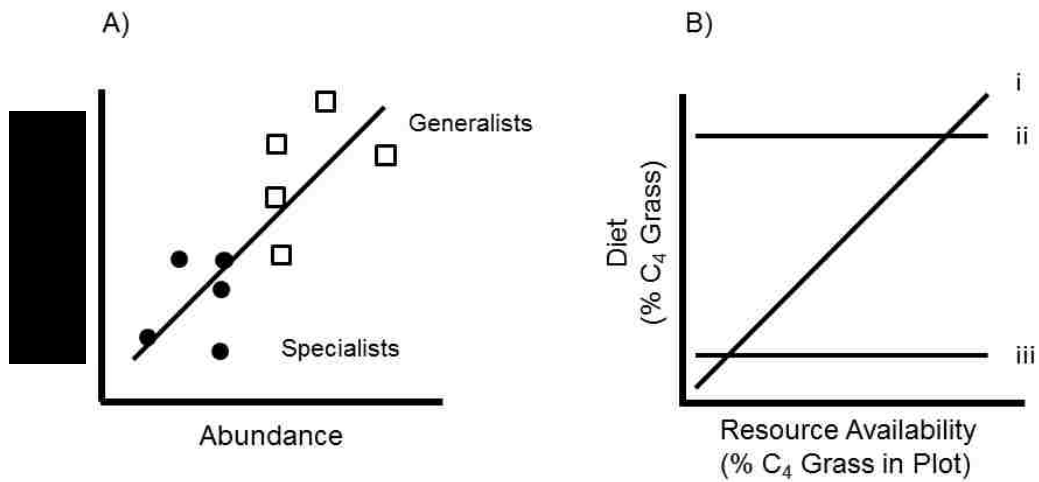 A)
Generalists
Specialists
Abundance
B)
i
ii
iii
Diet
(% C₄ Grass)
Resource Availability
(% C₄ Grass in Plot)